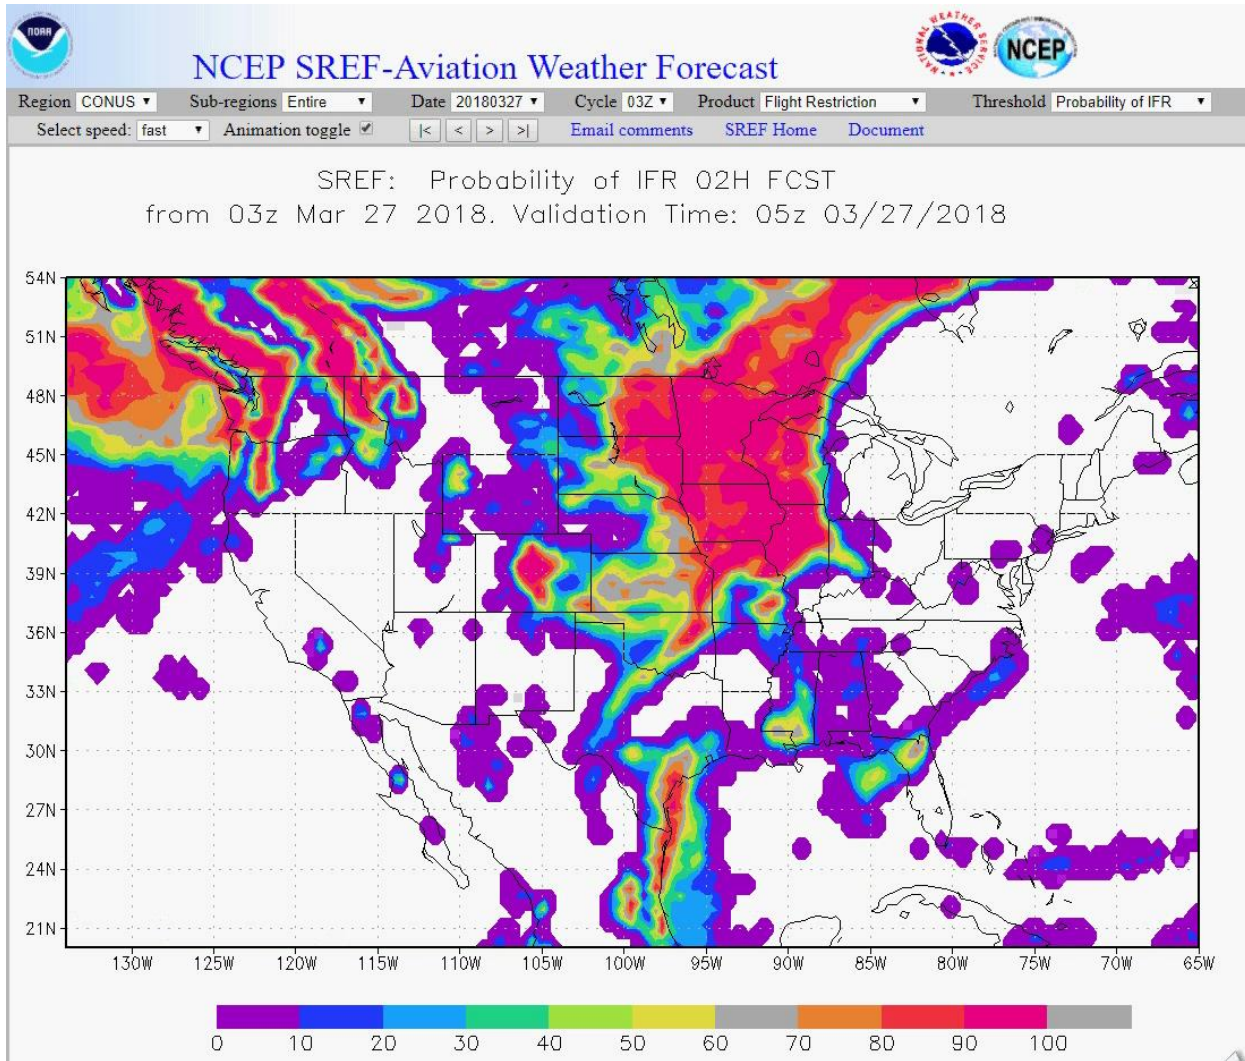 NOAA
NCEP SREF-Aviation Weather Forecast
NATIONAL WEATHER SERVICE
NCEP
Region CONUS Sub-regions Entire Date 20180327 Cycle 03Z Product Flight Restriction Threshold Probability of IFR
Select speed: fast Animation toggle |< < > >| Email comments SREF Home Document
SREF: Probability of IFR 02H FCST
from 03z Mar 27 2018. Validation Time: 05z 03/27/2018
54N
51N
48N
45N
42N
39N
36N
33N
30N
27N
24N
21N
130W 125W 120W 115W 110W 105W 100W 95W 90W 85W 80W 75W 70W 65W
0 10 20 30 40 50 60 70 80 90 100